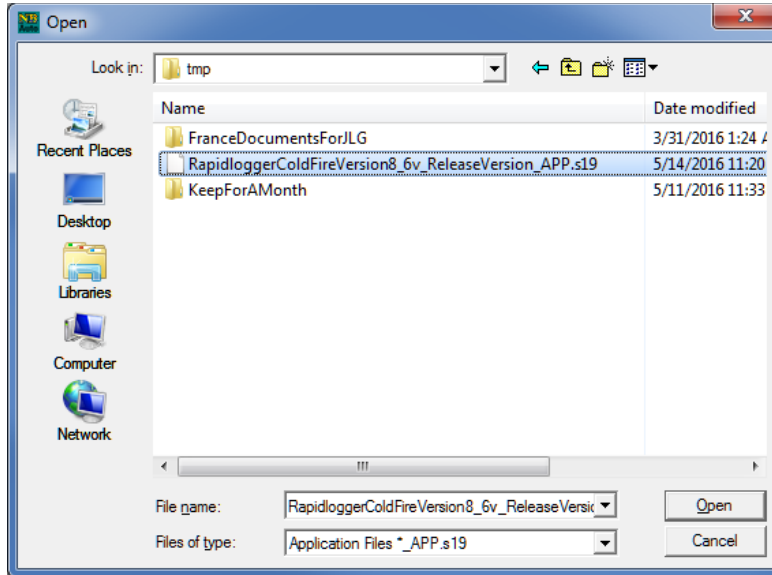 NB
Auto
Open
Look in: tmp
Name Date modified
FranceDocumentsForJLG 3/31/2016 1:24 A
RapidloggerColdFireVersion8_6v_ReleaseVersion_APP.s19 5/14/2016 11:20
KeepForAMonth 5/11/2016 11:33
Recent Places
Desktop
Libraries
Computer
Network
File name: RapidloggerColdFireVersion8_6v_ReleaseVersic Open
Files of type: Application Files *_APP.s19 Cancel